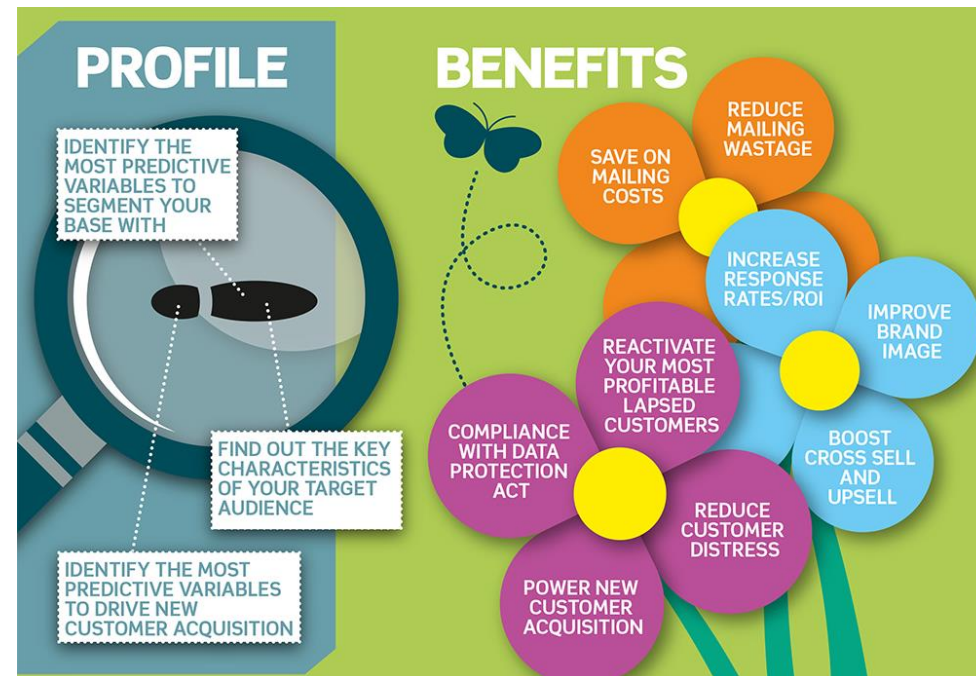 PROFILE
IDENTIFY THE
MOST PREDICTIVE
VARIABLES TO
SEGMENT YOUR
BASE WITH
FIND OUT THE KEY
CHARACTERISTICS
OF YOUR TARGET
AUDIENCE
IDENTIFY THE MOST
PREDICTIVE VARIABLES
TO DRIVE NEW
CUSTOMER ACQUISITION
BENEFITS
REDUCE
MAILING
WASTAGE
SAVE ON
MAILING
COSTS
INCREASE
RESPONSE
RATES/ROI
IMPROVE
BRAND
IMAGE
BOOST
CROSS SELL
AND
UPSELL
REACTIVATE
YOUR MOST
PROFITABLE
LAPSED
CUSTOMERS
COMPLIANCE
WITH DATA
PROTECTION
ACT
REDUCE
CUSTOMER
DISTRESS
POWER NEW
CUSTOMER
ACQUISITION